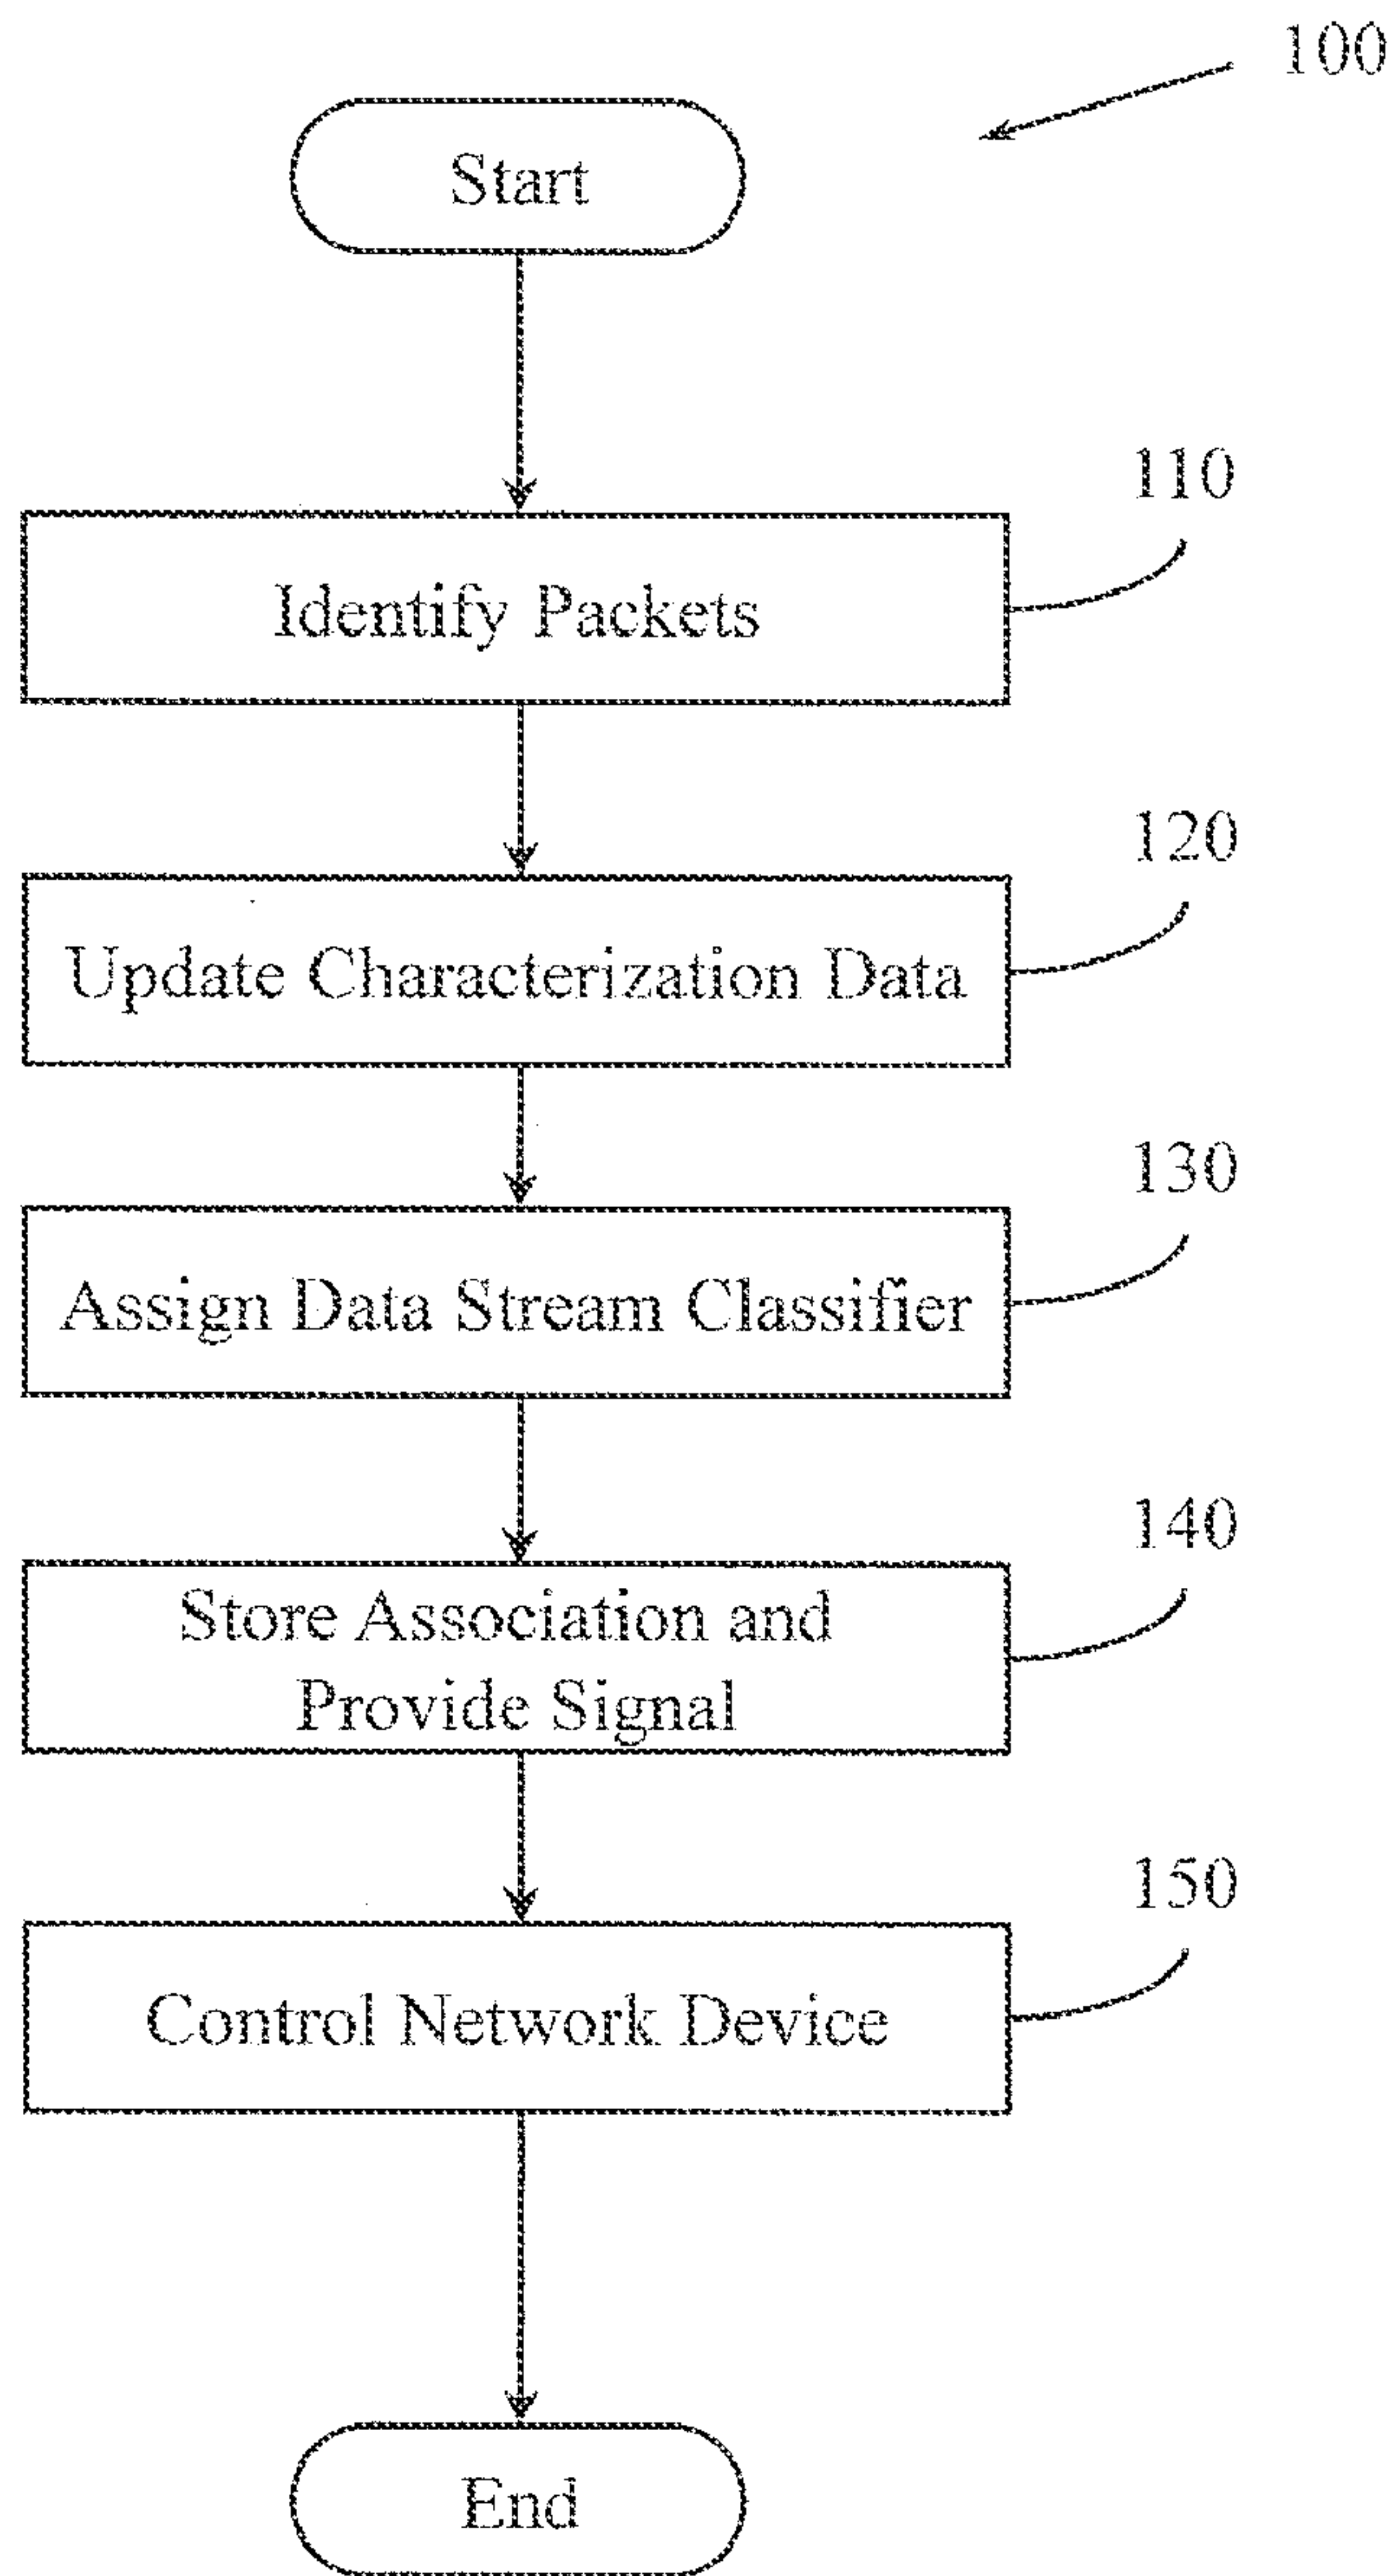 100
Start
110
Identify Packets
120
Update Characterization Data
130
Assign Data Stream Classifier
140
Store Association and
Provide Signal
150
Control Network Device
End